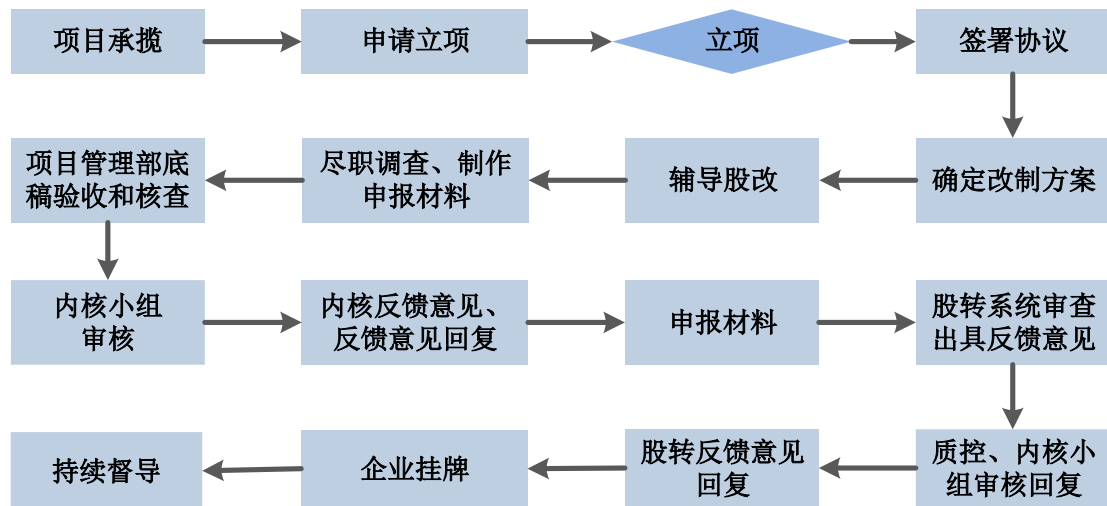 项目承揽
申请立项
立项
签署协议
项目管理部底
稿验收和核查
尽职调查、制作
申报材料
辅导股改
确定改制方案
内核小组
审核
内核反馈意见、
反馈意见回复
申报材料
股转系统审查
出具反馈意见
持续督导
企业挂牌
股转反馈意见
回复
质控、内核小
组审核回复